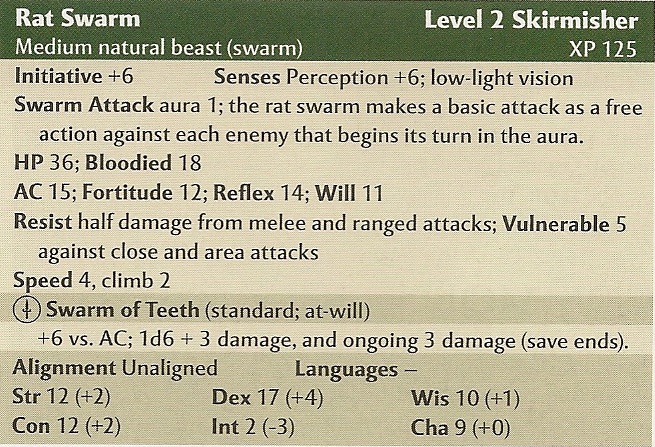 Rat Swarm Level 2 Skirmisher
Medium natural beast (swarm) XP 125
Initiative +6 Senses Perception +6; low-light vision
Swarm Attack aura 1; the rat swarm makes a basic attack as a free
action against each enemy that begins its turn in the aura.
HP 36; Bloodied 18
AC 15; Fortitude 12; Reflex 14; Will 11
Resist half damage from melee and ranged attacks; Vulnerable 5
against close and area attacks
Speed 4, climb 2
Swarm of Teeth (standard; at-will)
+6 vs. AC; 1d6 + 3 damage, and ongoing 3 damage (save ends).
Alignment Unaligned Languages –
Str 12 (+2) Dex 17 (+4) Wis 10 (+1)
Con 12 (+2) Int 2 (-3) Cha 9 (+0)